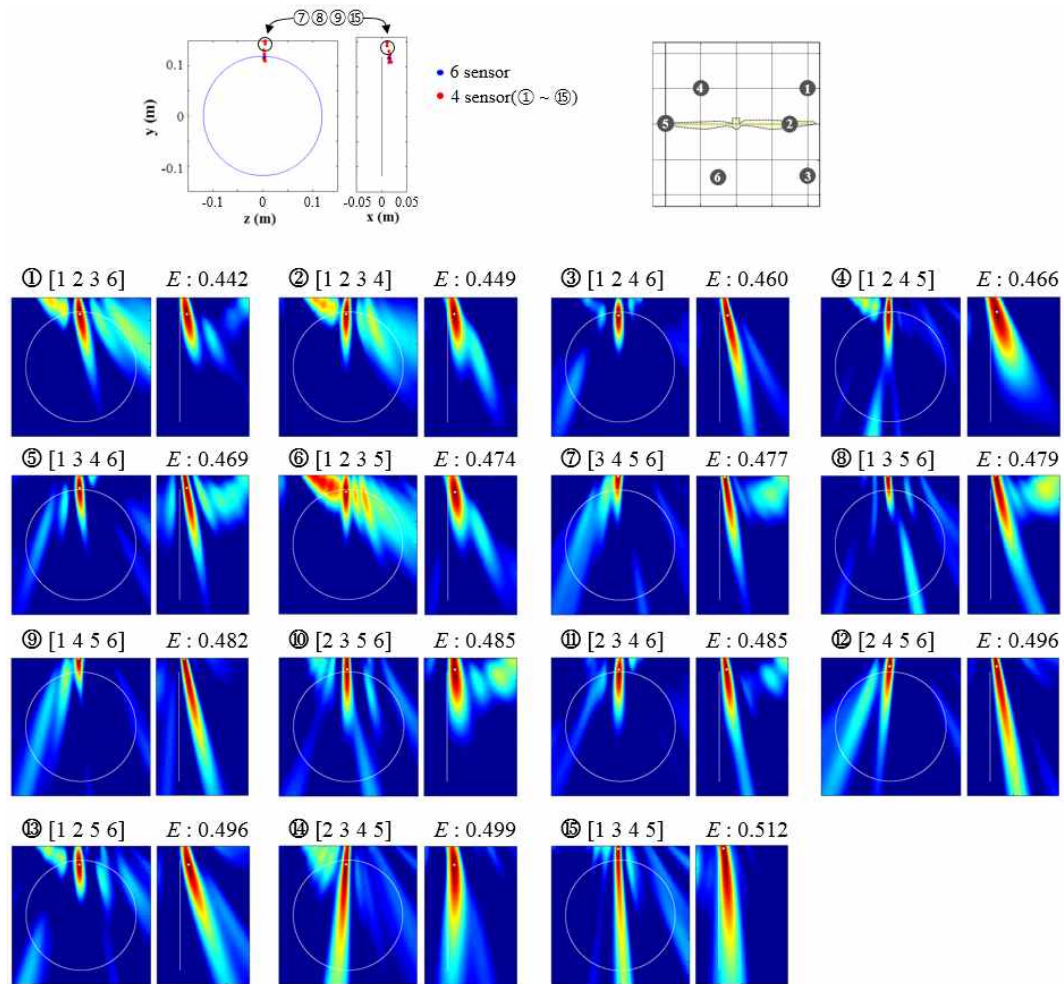 ⑦⑧⑨⑮
0.1
0
-0.1
y (m)
-0.1 0 0.1
z (m)
-0.05 0 0.05
x (m)
6 sensor
4 sensor(① ~ ⑮)
4 1
5 2
6 3
① [1 2 3 6] E : 0.442 ② [1 2 3 4] E : 0.449 ③ [1 2 4 6] E : 0.460 ④ [1 2 4 5] E : 0.466
⑤ [1 3 4 6] E : 0.469 ⑥ [1 2 3 5] E : 0.474 ⑦ [3 4 5 6] E : 0.477 ⑧ [1 3 5 6] E : 0.479
⑨ [1 4 5 6] E : 0.482 ⑩ [2 3 5 6] E : 0.485 ⑪ [2 3 4 6] E : 0.485 ⑫ [2 4 5 6] E : 0.496
⑬ [1 2 5 6] E : 0.496 ⑭ [2 3 4 5] E : 0.499 ⑮ [1 3 4 5] E : 0.512